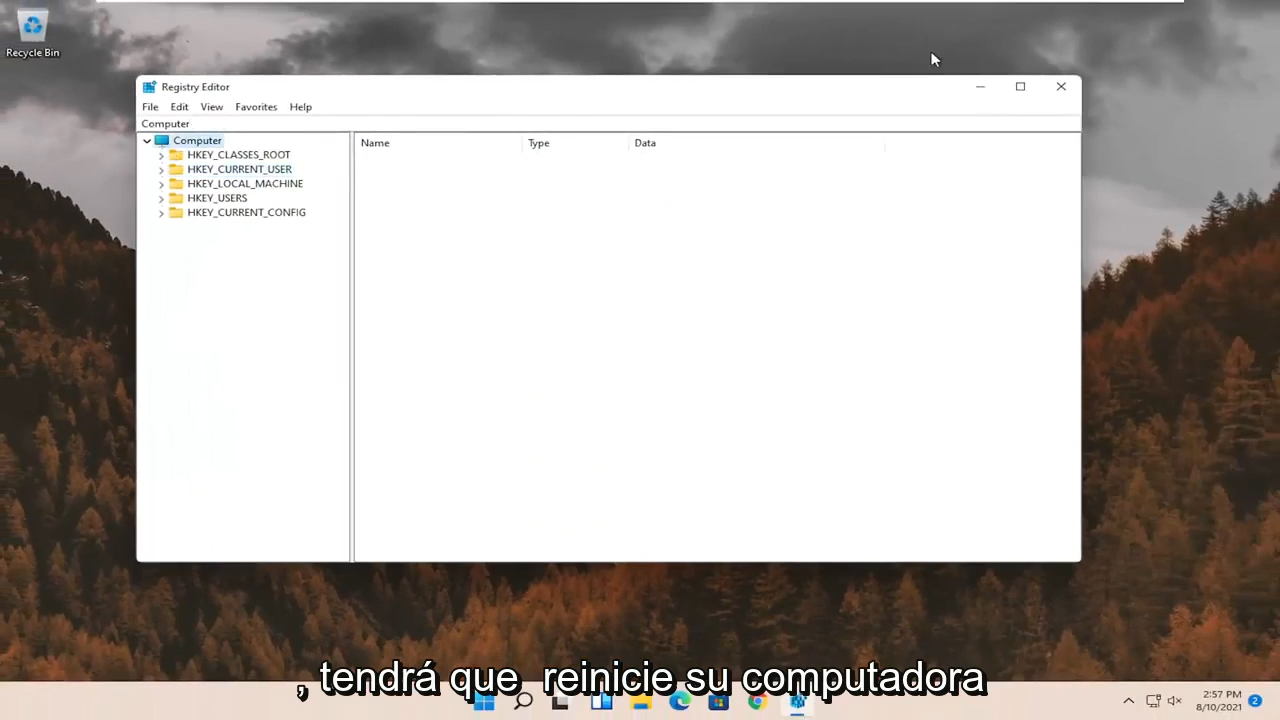 Recycle Bin
Registry Editor
File Edit View Favorites Help
Computer
Computer
HKEY_CLASSES_ROOT
HKEY_CURRENT_USER
HKEY_LOCAL_MACHINE
HKEY_USERS
HKEY_CURRENT_CONFIG
Name Type Data
, tendrá que reinicie su computadora
2:57 PM
8/10/2021
2